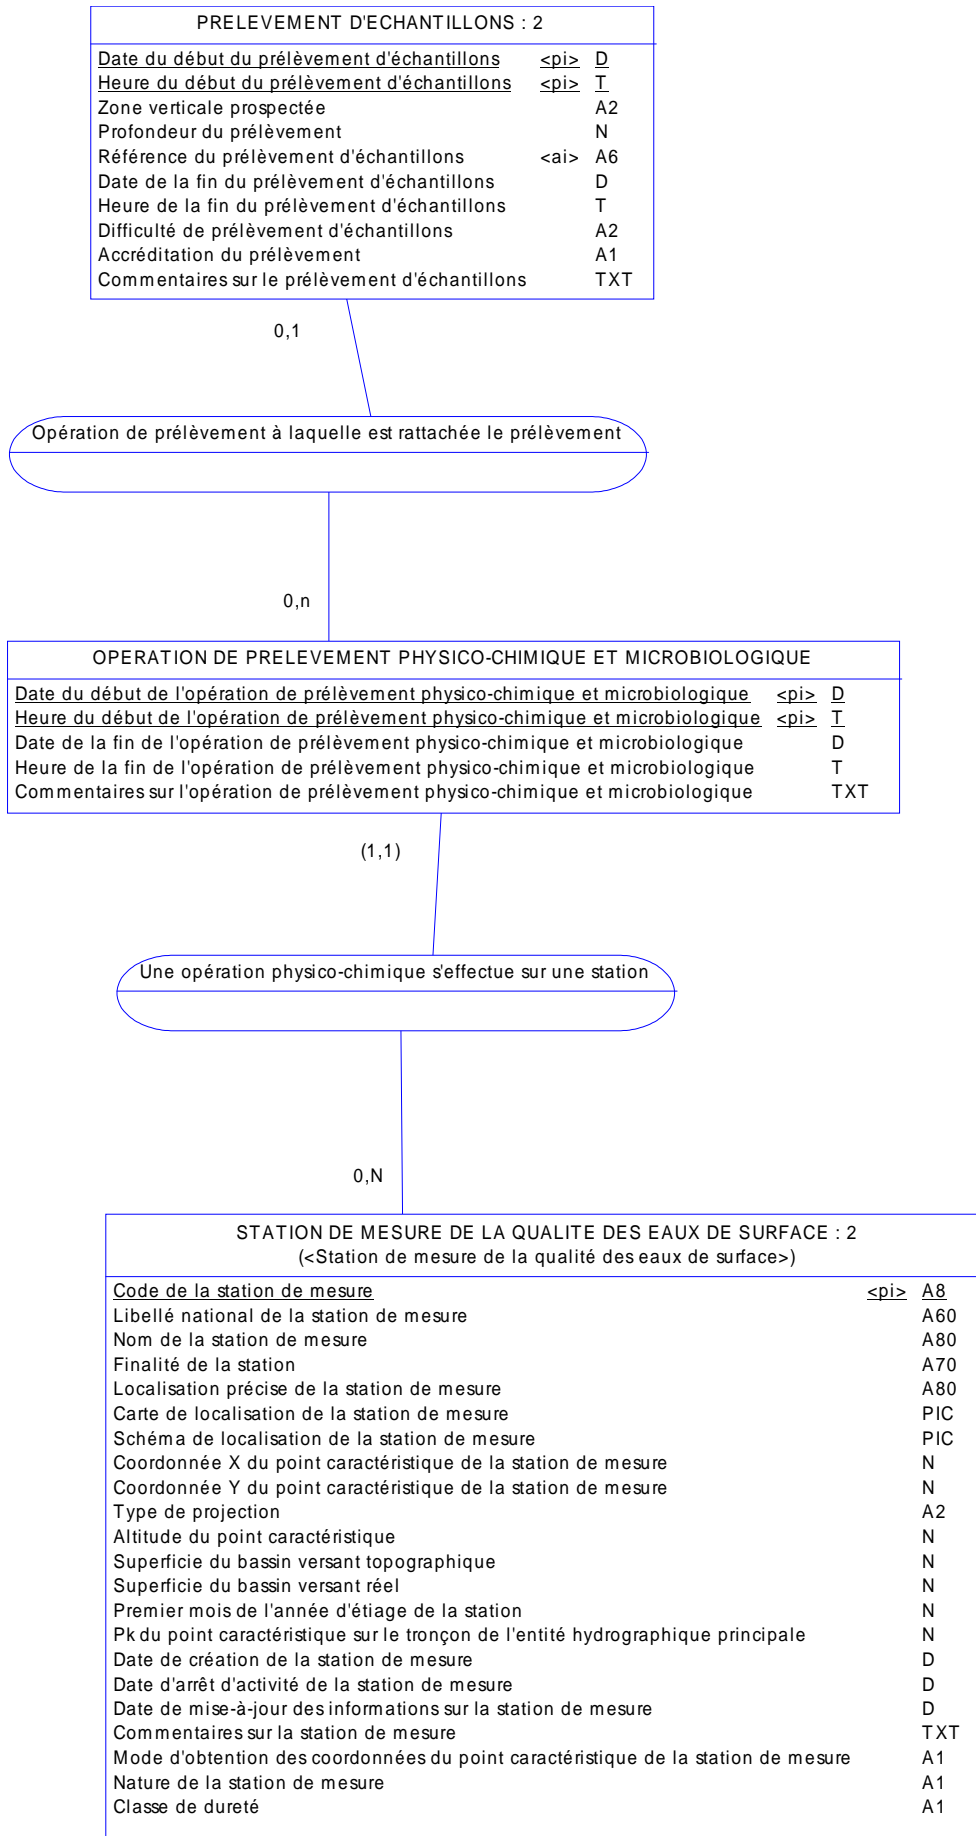 PRELEVEMENT D'ECHANTILLONS : 2
Date du début du prélèvement d'échantillons <pi> D
Heure du début du prélèvement d'échantillons <pi> T
Zone verticale prospectée A2
Profondeur du prélèvement N
Référence du prélèvement d'échantillons <ai> A6
Date de la fin du prélèvement d'échantillons D
Heure de la fin du prélèvement d'échantillons T
Difficulté de prélèvement d'échantillons A2
Accréditation du prélèvement A1
Commentaires sur le prélèvement d'échantillons TXT
0,1
Opération de prélèvement à laquelle est rattachée le prélèvement
0,n
OPERATION DE PRELEVEMENT PHYSICO-CHIMIQUE ET MICROBIOLOGIQUE
Date du début de l'opération de prélèvement physico-chimique et microbiologique <pi> D
Heure du début de l'opération de prélèvement physico-chimique et microbiologique <pi> T
Date de la fin de l'opération de prélèvement physico-chimique et microbiologique D
Heure de la fin de l'opération de prélèvement physico-chimique et microbiologique T
Commentaires sur l'opération de prélèvement physico-chimique et microbiologique TXT
(1,1)
Une opération physico-chimique s'effectue sur une station
0,N
STATION DE MESURE DE LA QUALITE DES EAUX DE SURFACE : 2
(<Station de mesure de la qualité des eaux de surface>)
Code de la station de mesure <pi> A8
Libellé national de la station de mesure A60
Nom de la station de mesure A80
Finalité de la station A70
Localisation précise de la station de mesure A80
Carte de localisation de la station de mesure PIC
Schéma de localisation de la station de mesure PIC
Coordonnée X du point caractéristique de la station de mesure N
Coordonnée Y du point caractéristique de la station de mesure N
Type de projection A2
Altitude du point caractéristique N
Superficie du bassin versant topographique N
Superficie du bassin versant réel N
Premier mois de l'année d'étiage de la station N
Pk du point caractéristique sur le tronçon de l'entité hydrographique principale N
Date de création de la station de mesure D
Date d'arrêt d'activité de la station de mesure D
Date de mise-à-jour des informations sur la station de mesure D
Commentaires sur la station de mesure TXT
Mode d'obtention des coordonnées du point caractéristique de la station de mesure A1
Nature de la station de mesure A1
Classe de dureté A1